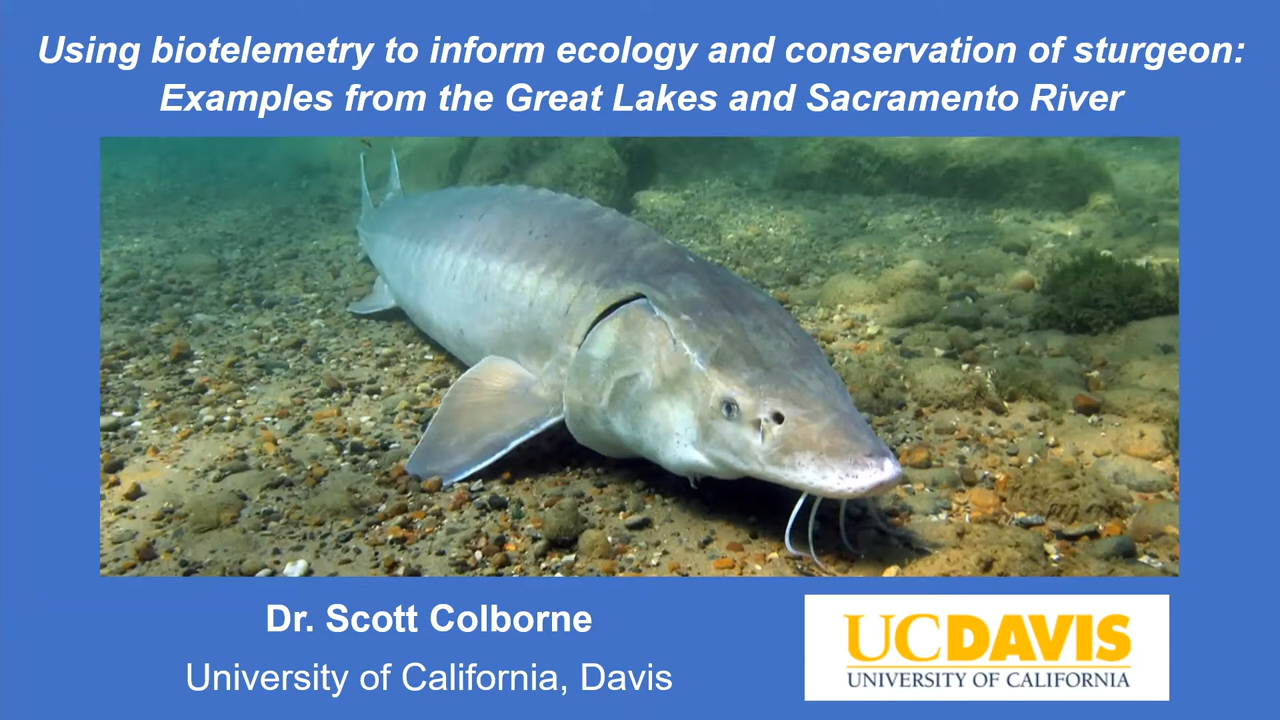 Using biotelemetry to inform ecology and conservation of sturgeon:
Examples from the Great Lakes and Sacramento River
Dr. Scott Colborne
University of California, Davis
UCDAVIS
UNIVERSITY OF CALIFORNIA